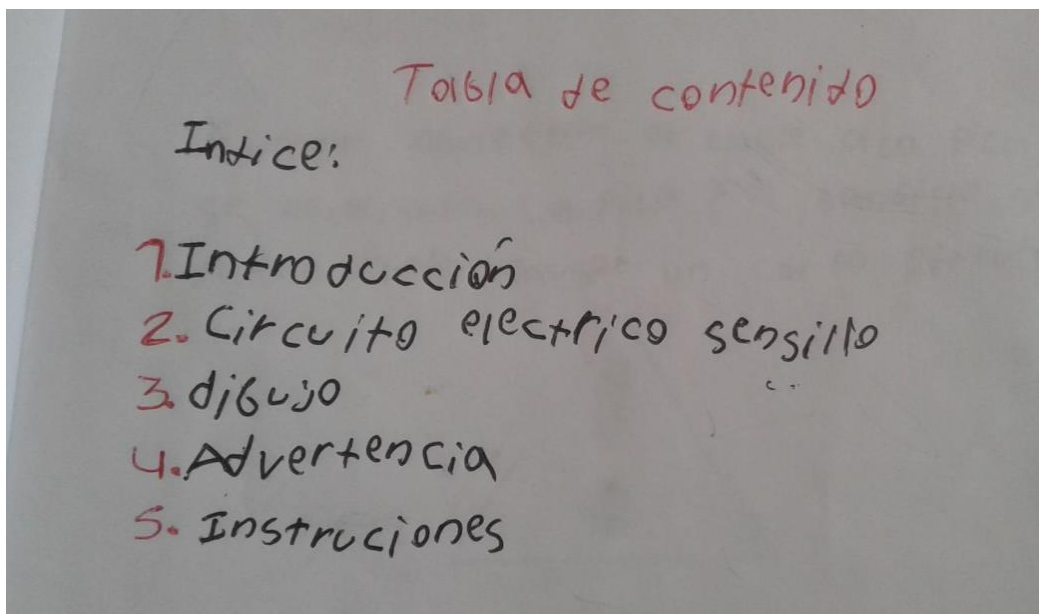 Tabla de contenido
Indice:
1. Introducción
2. Circuito electrico sensillo
3. dibujo
4. Advertencia
5. Instruciones